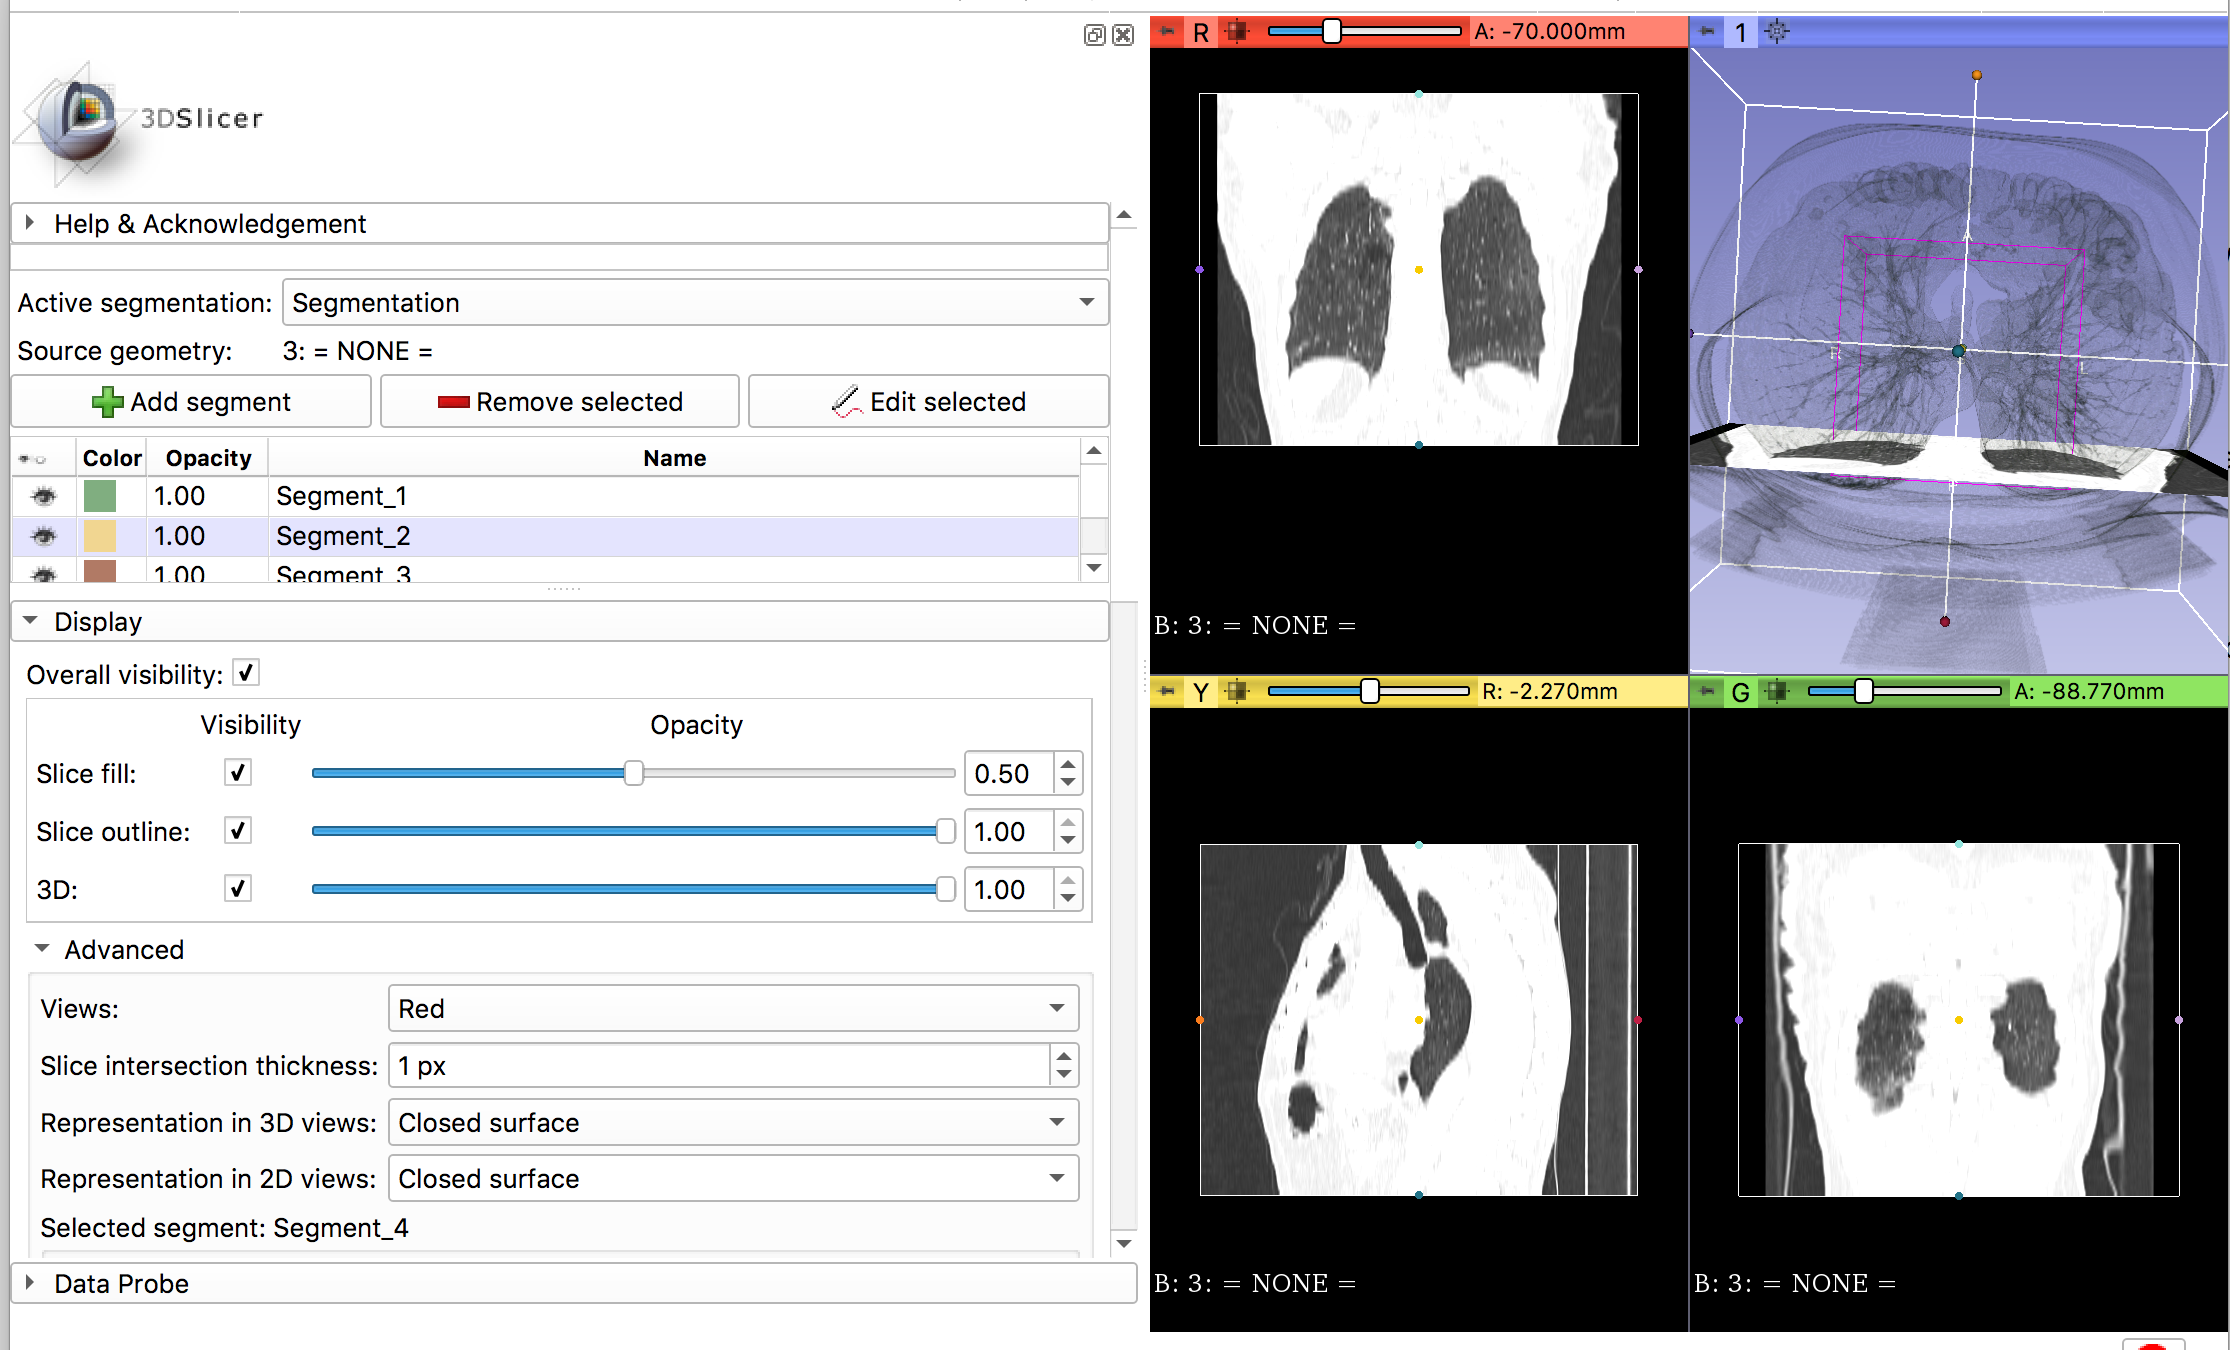 3DSlicer
Help & Acknowledgement
Active segmentation: Segmentation
Source geometry: 3: = NONE =
Add segment Remove selected Edit selected
Color Opacity Name
1.00 Segment_1
1.00 Segment_2
1.00 Segment_3
Display
Overall visibility:
Visibility Opacity
Slice fill: 0.50
Slice outline: 1.00
3D: 1.00
Advanced
Views: Red
Slice intersection thickness: 1 px
Representation in 3D views: Closed surface
Representation in 2D views: Closed surface
Selected segment: Segment_4
Data Probe
R A: -70.000mm
B: 3: = NONE =
1
A
R
L
Y R: -2.270mm
B: 3: = NONE =
G A: -88.770mm
B: 3: = NONE =